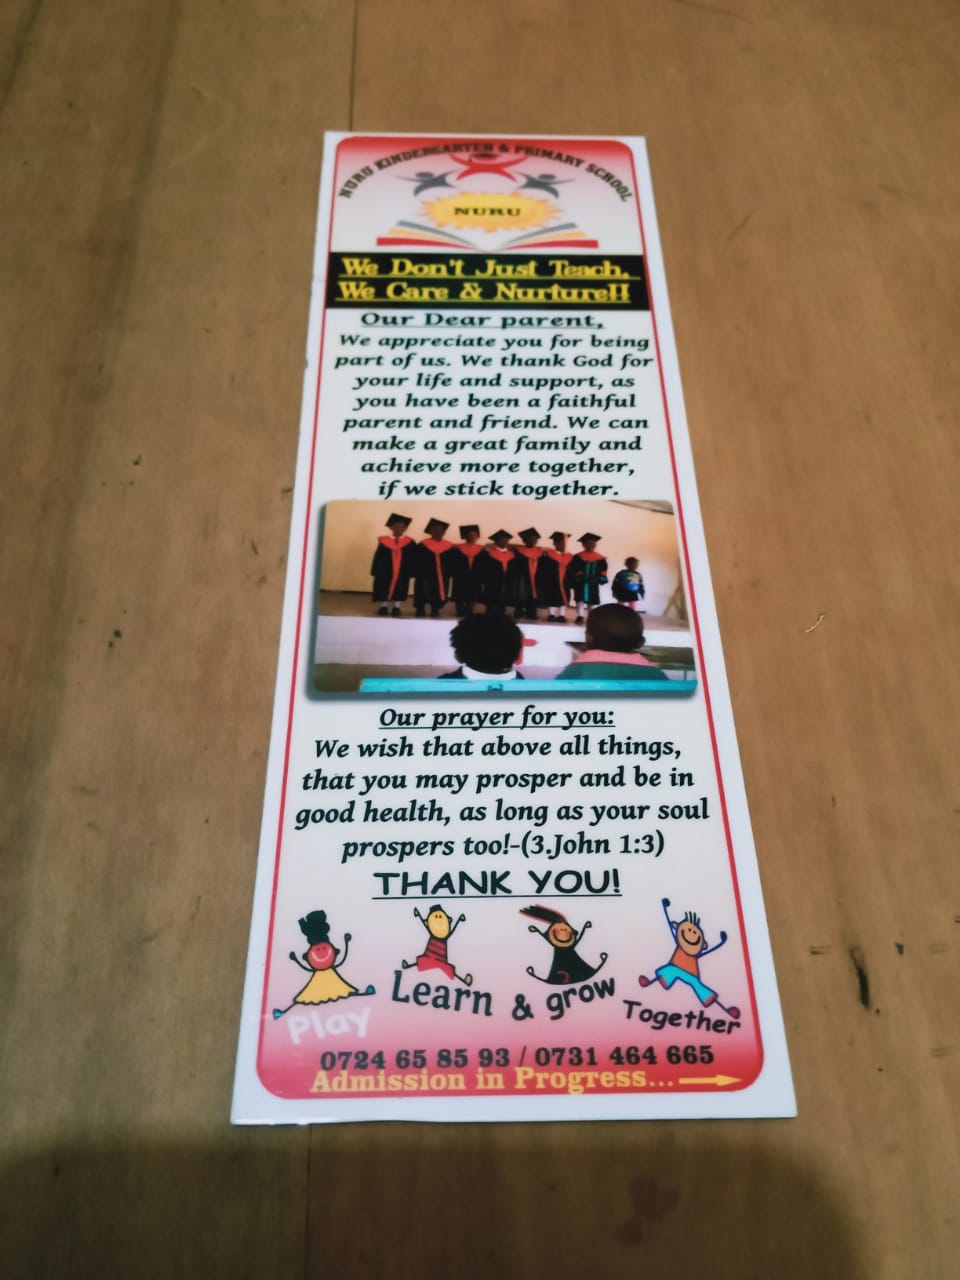 NURU KINDERGARTEN & PRIMARY SCHOOL
NURU
We Don't Just Teach,
We Care & Nurture!!
Our Dear parent,
We appreciate you for being
part of us. We thank God for
your life and support, as
you have been a faithful
parent and friend. We can
make a great family and
achieve more together,
if we stick together.
Our prayer for you:
We wish that above all things,
that you may prosper and be in
good health, as long as your soul
prospers too!-(3.John 1:3)
THANK YOU!
Play Learn & grow Together
0724 65 85 93 / 0731 464 665
Admission in Progress...